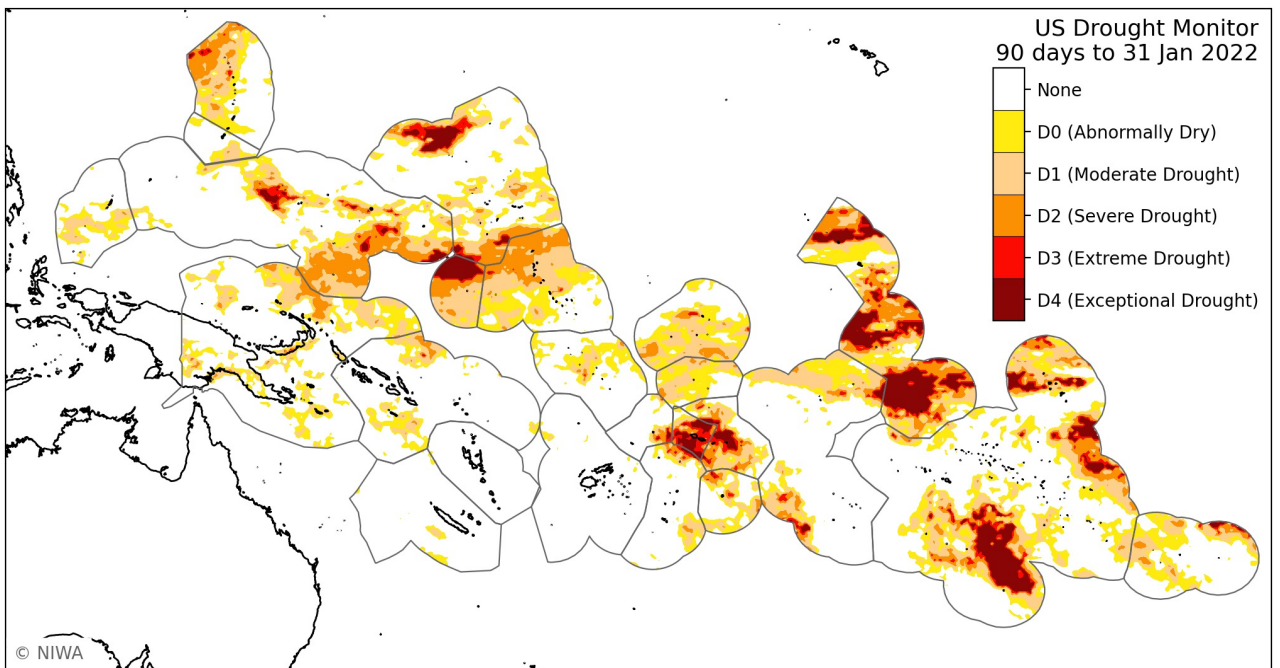 US Drought Monitor
90 days to 31 Jan 2022
None
D0 (Abnormally Dry)
D1 (Moderate Drought)
D2 (Severe Drought)
D3 (Extreme Drought)
D4 (Exceptional Drought)
© NIWA